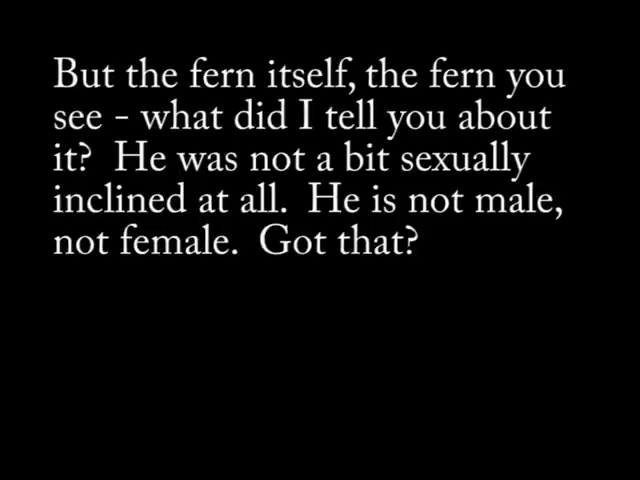 But the fern itself, the fern you
see - what did I tell you about
it?  He was not a bit sexually
inclined at all.  He is not male,
not female.  Got that?